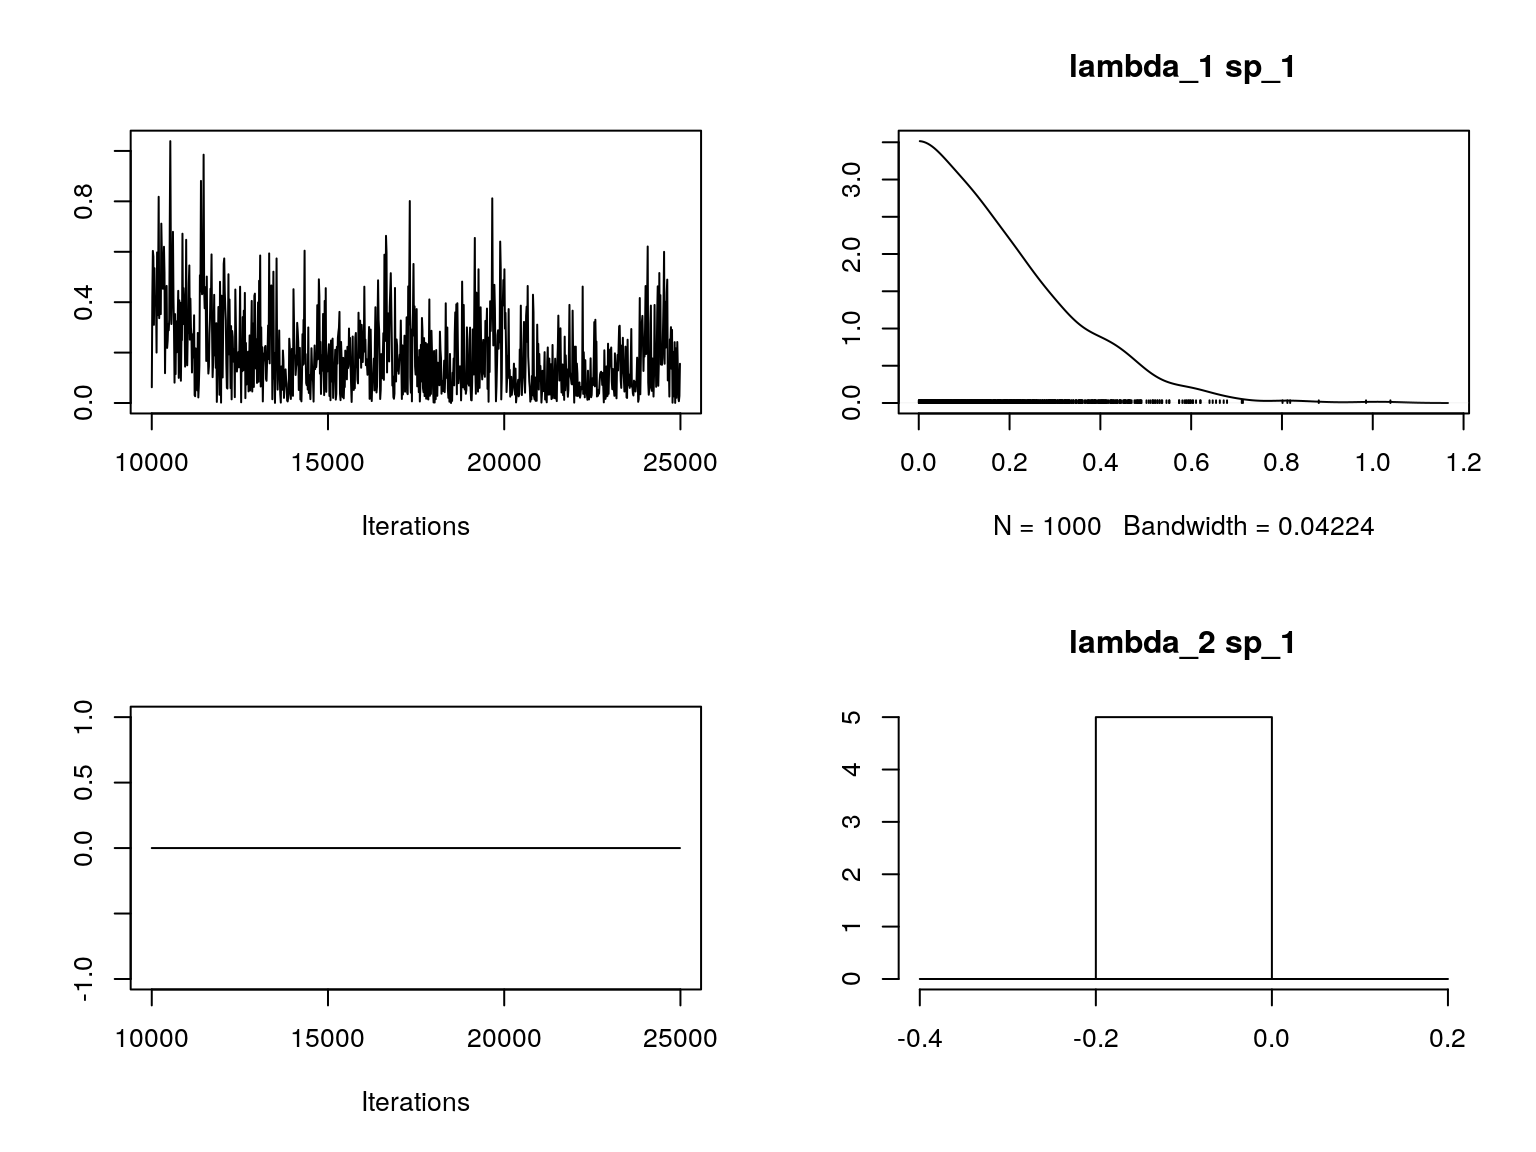 lambda_1 sp_1
0.0 0.4 0.8
10000 15000 20000 25000
Iterations
0.0 1.0 2.0 3.0
0.0 0.2 0.4 0.6 0.8 1.0 1.2
N = 1000 Bandwidth = 0.04224
lambda_2 sp_1
-1.0 0.0 0.5 1.0
10000 15000 20000 25000
Iterations
0 1 2 3 4 5
-0.4 -0.2 0.0 0.2